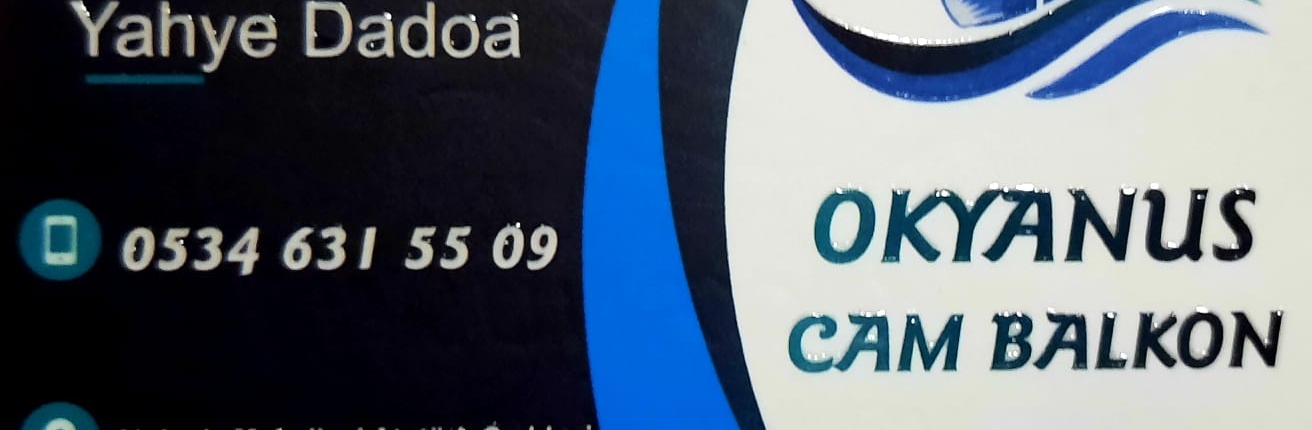 Yahye Dadoa
0534 631 55 09
OKYANUS
CAM BALKON